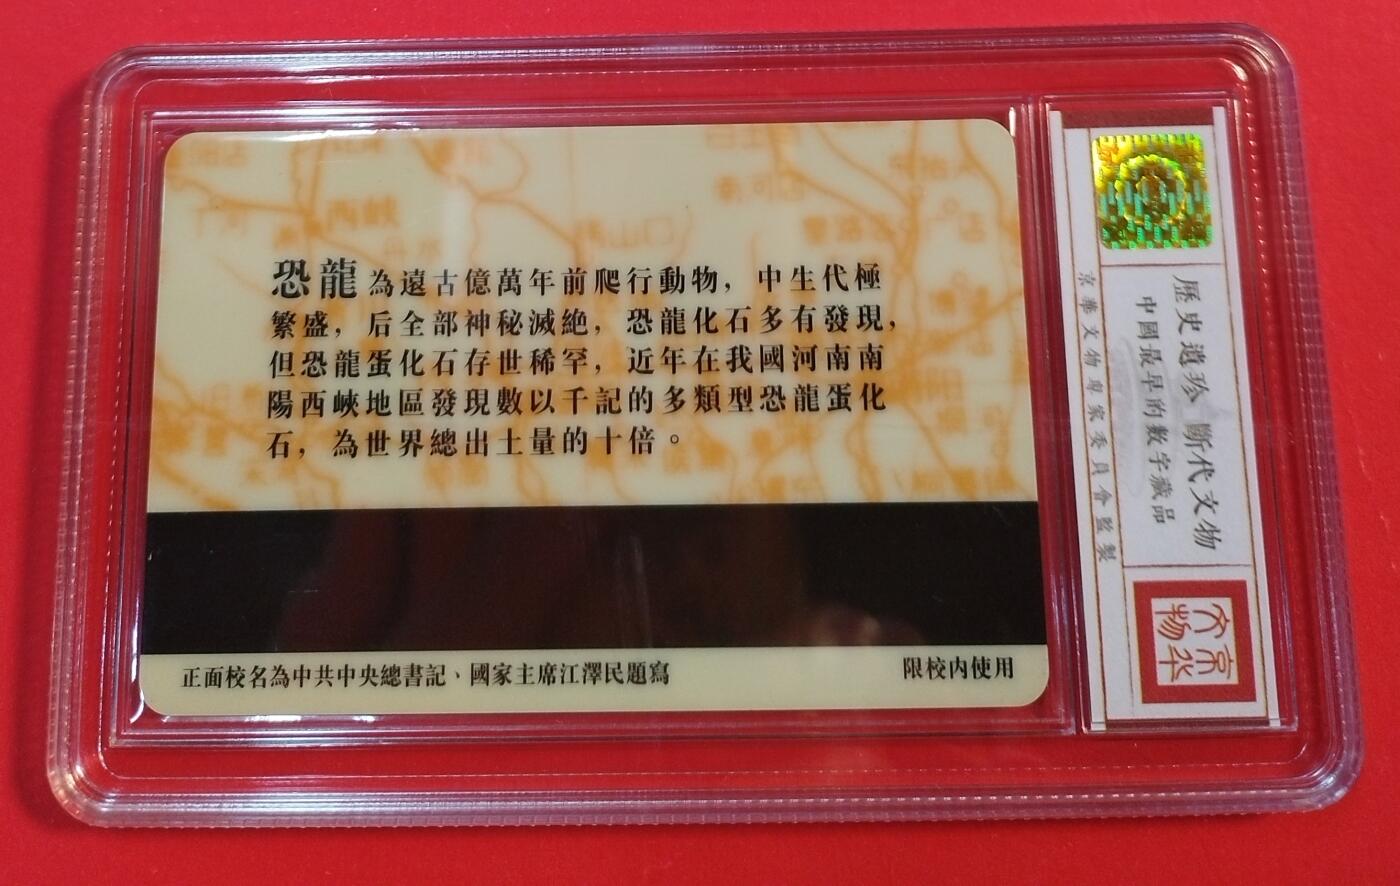 西峽
恐龍為遠古億萬年前爬行動物，中生代極
繁盛，后全部神秘滅絕，恐龍化石多有發現，
但恐龍蛋化石存世稀罕，近年在我國河南南
陽西峽地區發現數以千記的多類型恐龍蛋化
石，為世界總出土量的十倍。
正面校名為中共中央總書記、國家主席江澤民題寫
限校內使用
歷史遺珍 斷代文物
中國最早的數字藏品
京華文物專家委員會監製
京华文物